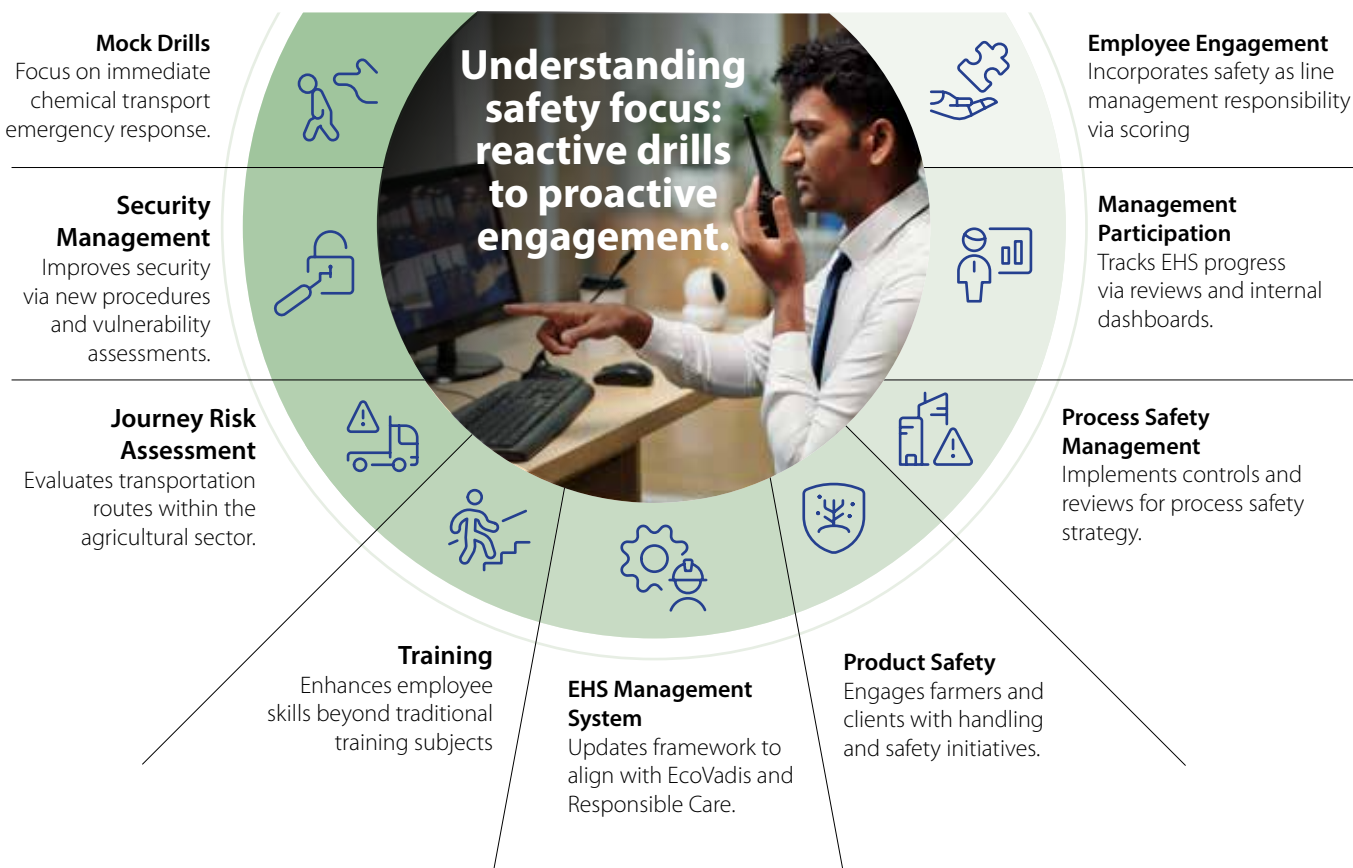 Understanding
safety focus:
reactive drills
to proactive
engagement.
Mock Drills
Focus on immediate
chemical transport
emergency response.
Security
Management
Improves security
via new procedures
and vulnerability
assessments.
Journey Risk
Assessment
Evaluates transportation
routes within the
agricultural sector.
Training
Enhances employee
skills beyond traditional
training subjects
EHS Management
System
Updates framework to
align with EcoVadis and
Responsible Care.
Product Safety
Engages farmers and
clients with handling
and safety initiatives.
Process Safety
Management
Implements controls and
reviews for process safety
strategy.
Management
Participation
Tracks EHS progress
via reviews and internal
dashboards.
Employee Engagement
Incorporates safety as line
management responsibility
via scoring